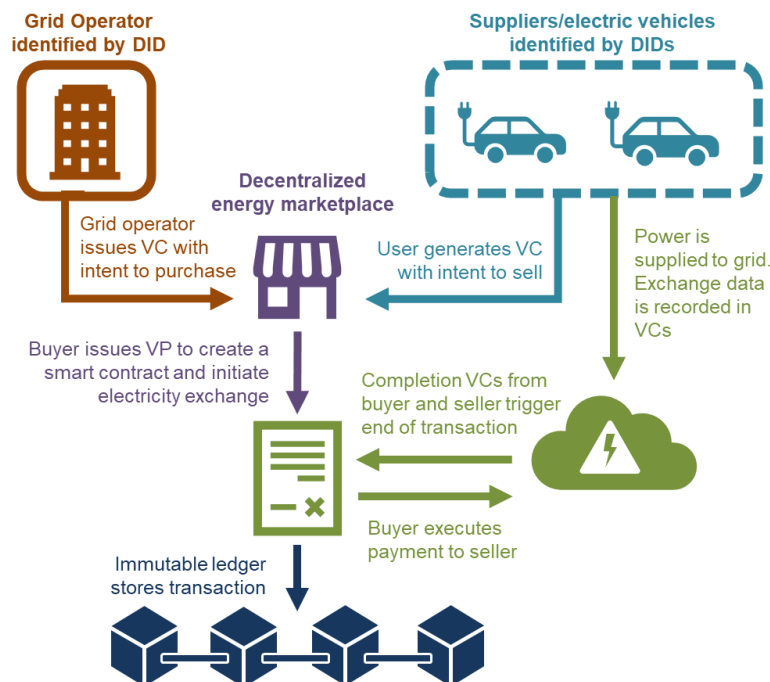 Grid Operator
identified by DID
Suppliers/electric vehicles
identified by DIDs
Decentralized
energy marketplace
Grid operator
issues VC with
intent to purchase
User generates VC
with intent to sell
Power is
supplied to grid.
Exchange data
is recorded in
VCs
Buyer issues VP to create a
smart contract and initiate
electricity exchange
Completion VCs from
buyer and seller trigger
end of transaction
Buyer executes
payment to seller
Immutable ledger
stores transaction